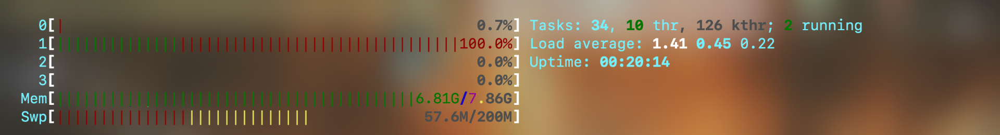 0[| 0.7%] Tasks: 34, 10 thr, 126 kthr; 2 running
1[||||||||||||||||||||||||||||||||||||||||||||||100.0%] Load average: 1.41 0.45 0.22
2[ 0.0%] Uptime: 00:20:14
3[ 0.0%]
Mem[|||||||||||||||||||||||||||||||||||||||||6.81G/7.86G]
Swp[||||||||||||||||||||||||||||| 57.6M/200M]